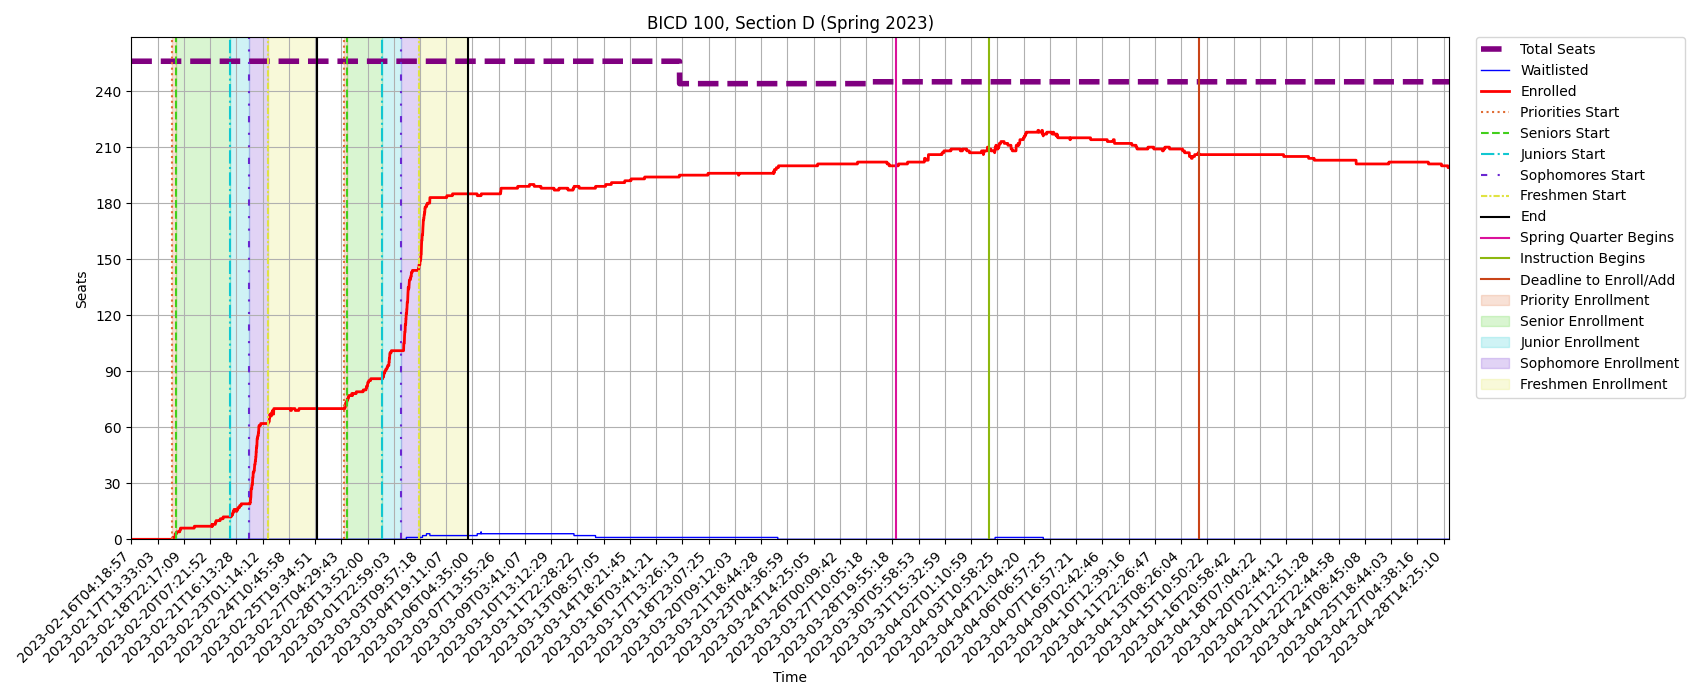 BICD 100, Section D (Spring 2023)
Total Seats
Waitlisted
Enrolled
Priorities Start
Seniors Start
Juniors Start
Sophomores Start
Freshmen Start
End
Spring Quarter Begins
Instruction Begins
Deadline to Enroll/Add
Priority Enrollment
Senior Enrollment
Junior Enrollment
Sophomore Enrollment
Freshmen Enrollment
Seats
240
210
180
150
120
90
60
30
0
2023-02-16T04:18:57
2023-02-17T13:33:03
2023-02-18T22:17:09
2023-02-20T07:21:52
2023-02-21T16:13:28
2023-02-23T01:14:12
2023-02-24T10:45:58
2023-02-25T19:34:51
2023-02-27T04:29:43
2023-02-28T13:52:00
2023-03-01T22:59:03
2023-03-03T09:57:18
2023-03-04T19:11:07
2023-03-06T04:35:00
2023-03-07T13:55:26
2023-03-09T03:41:07
2023-03-10T13:12:29
2023-03-11T22:28:22
2023-03-13T08:57:05
2023-03-14T18:21:45
2023-03-16T03:41:21
2023-03-17T13:26:13
2023-03-18T23:07:25
2023-03-20T09:12:03
2023-03-21T18:44:28
2023-03-23T04:36:59
2023-03-24T14:25:05
2023-03-26T00:09:42
2023-03-27T10:05:18
2023-03-28T19:55:18
2023-03-30T05:58:53
2023-03-31T15:32:59
2023-04-02T01:10:59
2023-04-03T10:58:25
2023-04-04T21:04:20
2023-04-06T06:57:25
2023-04-07T16:57:21
2023-04-09T02:42:46
2023-04-10T12:39:16
2023-04-11T22:26:47
2023-04-13T08:26:04
2023-04-15T10:50:22
2023-04-16T20:58:42
2023-04-18T07:04:22
2023-04-20T02:44:12
2023-04-21T12:51:28
2023-04-22T22:44:58
2023-04-24T08:45:08
2023-04-25T18:44:03
2023-04-27T04:38:16
2023-04-28T14:25:10
Time